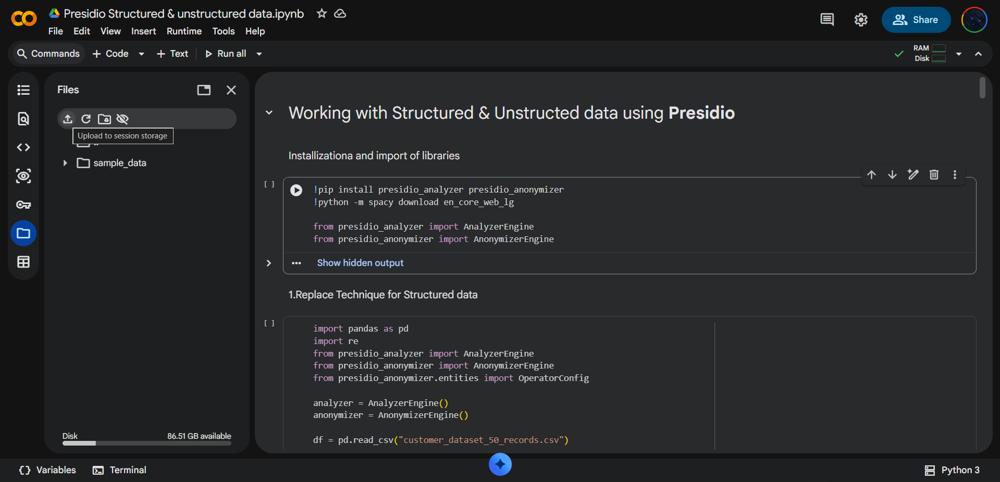 Presidio Structured & unstructured data.ipynb
File Edit View Insert Runtime Tools Help
Share
Commands + Code + Text Run all
RAM
Disk
Files
Upload to session storage
sample_data
Disk 86.51 GB available
Working with Structured & Unstructed data using Presidio
Installizationa and import of libraries
[ ]
!pip install presidio_analyzer presidio_anonymizer
!python -m spacy download en_core_web_lg
from presidio_analyzer import AnalyzerEngine
from presidio_anonymizer import AnonymizerEngine
Show hidden output
1.Replace Technique for Structured data
[ ]
import pandas as pd
import re
from presidio_analyzer import AnalyzerEngine
from presidio_anonymizer import AnonymizerEngine
from presidio_anonymizer.entities import OperatorConfig
analyzer = AnalyzerEngine()
anonymizer = AnonymizerEngine()
df = pd.read_csv("customer_dataset_50_records.csv")
Variables Terminal
Python 3